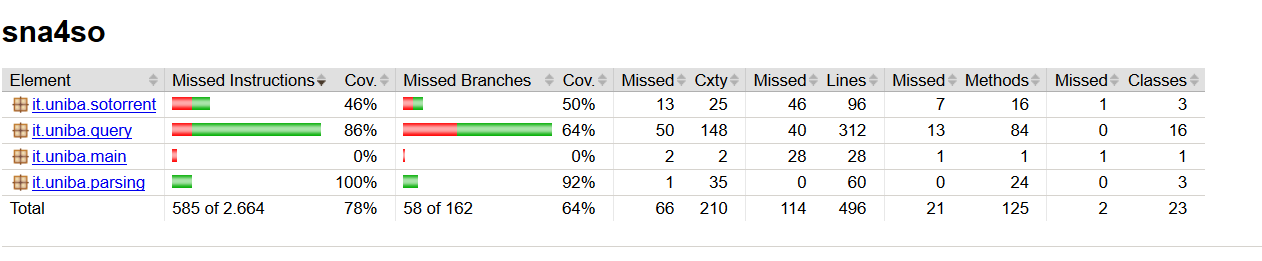 sna4so
Element Missed Instructions Cov. Missed Branches Cov. Missed Cxty Missed Lines Missed Methods Missed Classes
it.uniba.sotorrent 46% 50% 13 25 46 96 7 16 1 3
it.uniba.query 86% 64% 50 148 40 312 13 84 0 16
it.uniba.main 0% 0% 2 2 28 28 1 1 1 1
it.uniba.parsing 100% 92% 1 35 0 60 0 24 0 3
Total 585 of 2.664 78% 58 of 162 64% 66 210 114 496 21 125 2 23